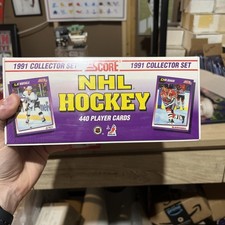 1991 COLLECTOR SET SCORE 1991 COLLECTOR SET
NHL
HOCKEY
440 PLAYER CARDS